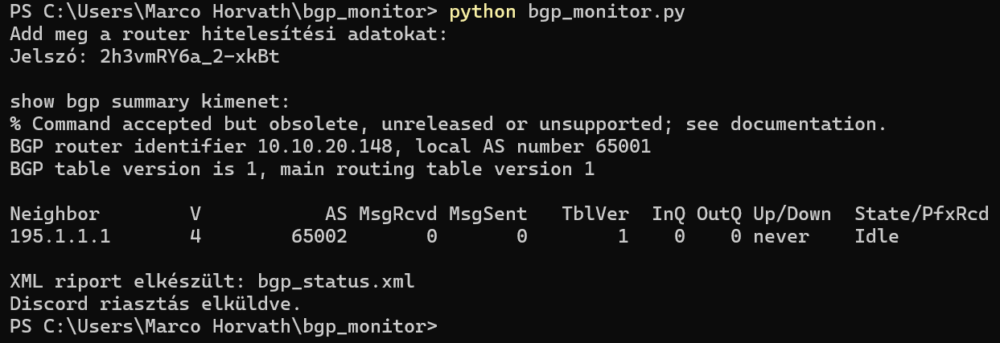 PS C:\Users\Marco Horvath\bgp_monitor> python bgp_monitor.py
Add meg a router hitelesítési adatokat:
Jelszó: 2h3vmRY6a_2-xkBt
show bgp summary kimenet:
% Command accepted but obsolete, unreleased or unsupported; see documentation.
BGP router identifier 10.10.20.148, local AS number 65001
BGP table version is 1, main routing table version 1
Neighbor        V           AS MsgRcvd MsgSent   TblVer  InQ OutQ Up/Down  State/PfxRcd
195.1.1.1       4        65002       0       0        1    0    0 never    Idle
XML riport elkészült: bgp_status.xml
Discord riasztás elküldve.
PS C:\Users\Marco Horvath\bgp_monitor>